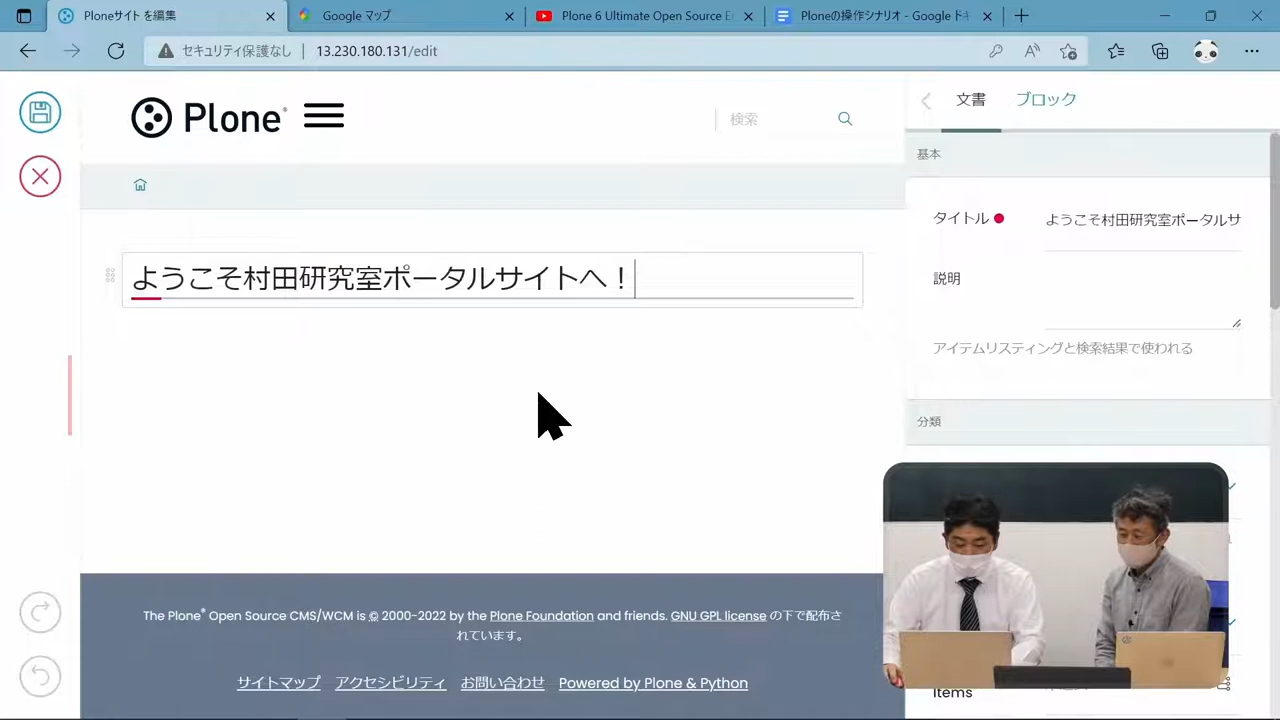 Ploneサイト を編集
Google マップ
Plone 6 Ultimate Open Source En
Ploneの操作シナリオ - Google ドキ
セキュリティ保護なし
13.230.180.131/edit
Plone®
検索
文書
ブロック
基本
タイトル
ようこそ村田研究室ポータルサ
説明
アイテムリスティングと検索結果で使われる
分類
ようこそ村田研究室ポータルサイトへ！
The Plone® Open Source CMS/WCM is © 2000-2022 by the Plone Foundation and friends. GNU GPL license の下で配布さ
れています。
サイトマップ アクセシビリティ お問い合わせ Powered by Plone & Python
Items